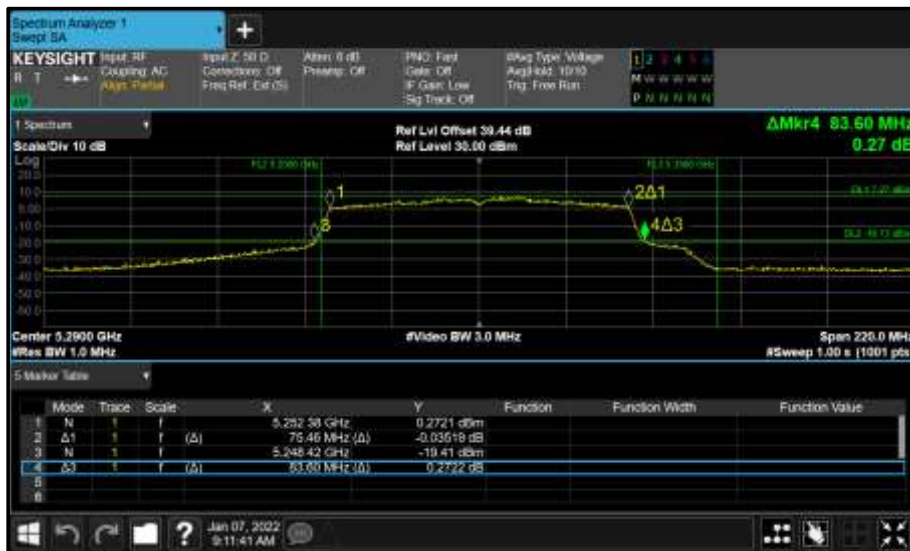 Spectrum Analyzer 1
Swept SA
+
KEYSIGHT
R T
Input: RF
Coupling: AC
Align: Partial
Input Z: 50 Ω
Corrections: Off
Freq Ref: Ext (S)
Atten: 6 dB
Preamp: Off
PNO: Fast
Gate: Off
IF Gain: Low
Sig Track: Off
#Avg Type: Voltage
Avg|Hold: 10/10
Trig: Free Run
1 2 3 4 5 6
M W W W W W
P N N N N N
1 Spectrum
Scale/Div 10 dB
Ref Lvl Offset 39.44 dB
Ref Level 30.00 dBm
ΔMkr4 83.60 MHz
0.27 dB
Log
20.0
10.0
0.00
-10.0
-20.0
-30.0
-40.0
-50.0
-60.0
1
2Δ1
3
4Δ3
Center 5.2900 GHz
#Res BW 1.0 MHz
#Video BW 3.0 MHz
Span 220.0 MHz
#Sweep 1.00 s (1001 pts
5 Marker Table
Mode Trace Scale X Y Function Function Width Function Value
1 N 1 f 5.252 38 GHz 0.2721 dBm
2 Δ1 1 f (Δ) 75.46 MHz (Δ) -0.03519 dB
3 N 1 f 5.248 42 GHz -19.41 dBm
4 Δ3 1 f (Δ) 83.60 MHz (Δ) 0.2722 dB
5
6
?
Jan 07, 2022
9:11:41 AM